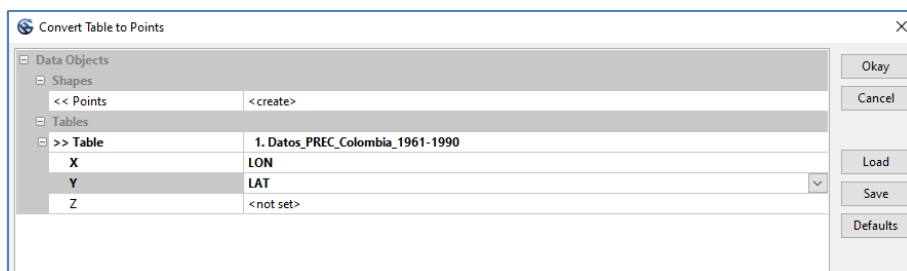 Convert Table to Points
Data Objects
Shapes
<< Points <create>
Tables
>> Table 1. Datos_PREC_Colombia_1961-1990
X LON
Y LAT
Z <not set>
Okay
Cancel
Load
Save
Defaults